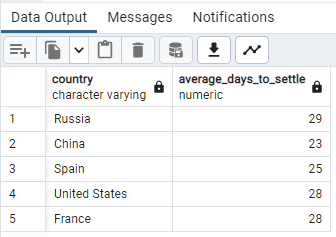 Data Output Messages Notifications
country average_days_to_settle
character varying numeric
1 Russia 29
2 China 23
3 Spain 25
4 United States 28
5 France 28